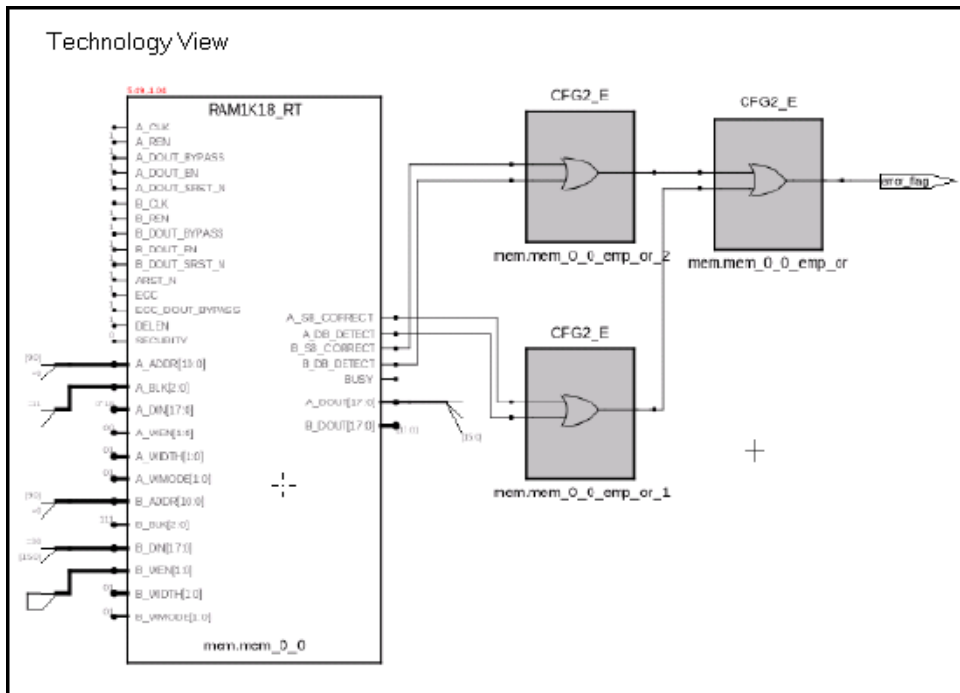 Technology View
RAM1K18_RT
A_CLK
A_REN
A_DOUT_BYPASS
A_DOUT_EN
A_DOUT_SRST_N
B_CLK
B_REN
B_DOUT_BYPASS
B_DOUT_EN
B_DOUT_SRST_N
ARST_N
ECC
ECC_DOUT_BYPASS
DELEN
SECURITY
A_ADDR[10:0]
A_BLK[2:0]
A_DIN[17:0]
A_WEN[1:0]
A_WIDTH[1:0]
A_WMODE[1:0]
B_ADDR[10:0]
B_BLK[2:0]
B_DIN[17:0]
B_WEN[1:0]
B_WIDTH[1:0]
B_WMODE[1:0]
A_SB_CORRECT
A_DB_DETECT
B_SB_CORRECT
B_DB_DETECT
BUSY
A_DOUT[17:0]
B_DOUT[17:0]
[15:0]
mem.mem_0_0
CFG2_E
mem.mem_0_0_emp_or_2
CFG2_E
mem.mem_0_0_emp_or
error_flag
CFG2_E
mem.mem_0_0_emp_or_1